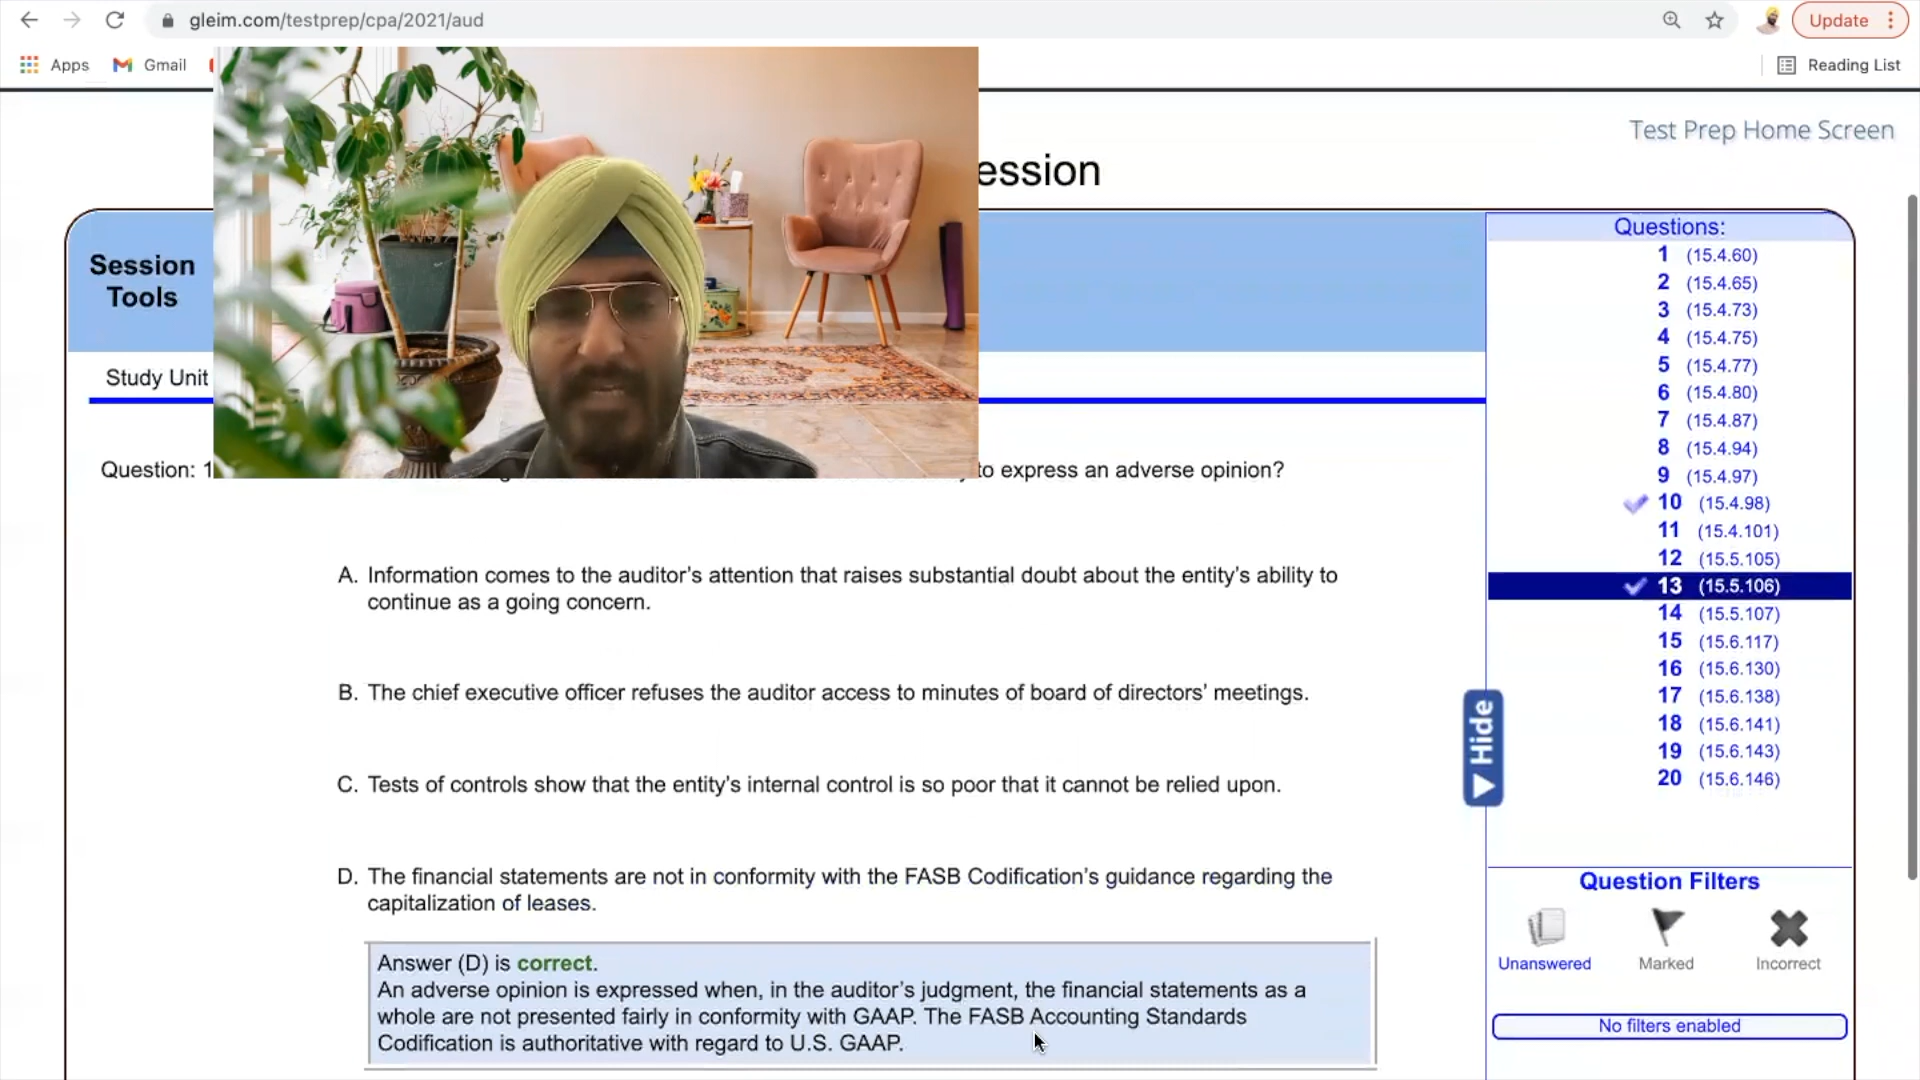 gleim.com/testprep/cpa/2021/aud
Update
Apps
Gmail
Reading List
Test Prep Home Screen
ession
Session
Tools
Study Unit
Question: 1
to express an adverse opinion?
A. Information comes to the auditor's attention that raises substantial doubt about the entity's ability to
continue as a going concern.
B. The chief executive officer refuses the auditor access to minutes of board of directors' meetings.
C. Tests of controls show that the entity's internal control is so poor that it cannot be relied upon.
D. The financial statements are not in conformity with the FASB Codification's guidance regarding the
capitalization of leases.
Answer (D) is correct.
An adverse opinion is expressed when, in the auditor's judgment, the financial statements as a
whole are not presented fairly in conformity with GAAP. The FASB Accounting Standards
Codification is authoritative with regard to U.S. GAAP.
Hide
Questions:
1 (15.4.60)
2 (15.4.65)
3 (15.4.73)
4 (15.4.75)
5 (15.4.77)
6 (15.4.80)
7 (15.4.87)
8 (15.4.94)
9 (15.4.97)
10 (15.4.98)
11 (15.4.101)
12 (15.5.105)
13 (15.5.106)
14 (15.5.107)
15 (15.6.117)
16 (15.6.130)
17 (15.6.138)
18 (15.6.141)
19 (15.6.143)
20 (15.6.146)
Question Filters
Unanswered
Marked
Incorrect
No filters enabled